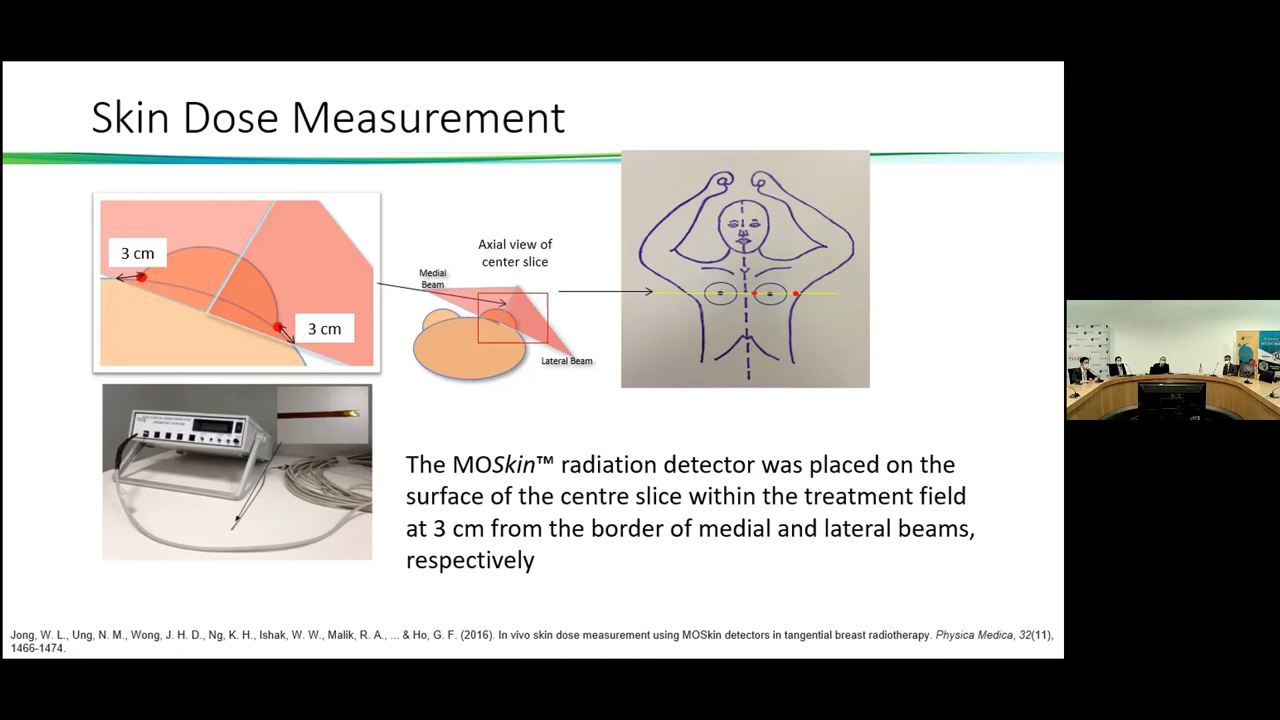 Skin Dose Measurement
3 cm
3 cm
Axial view of
center slice
Medial
Beam
Lateral Beam
The MOSkin™ radiation detector was placed on the
surface of the centre slice within the treatment field
at 3 cm from the border of medial and lateral beams,
respectively
Jong, W. L., Ung, N. M., Wong, J. H. D., Ng, K. H., Ishak, W. W., Malik, R. A., ... & Ho, G. F. (2016). In vivo skin dose measurement using MOSkin detectors in tangential breast radiotherapy. Physica Medica, 32(11),
1466-1474.